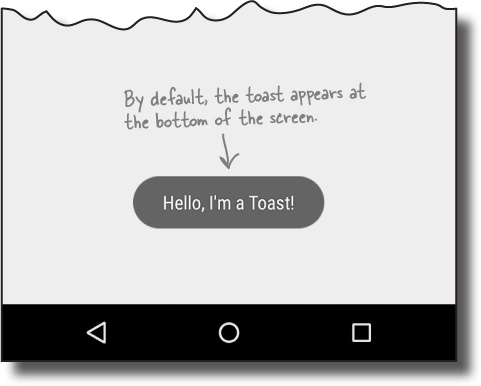 By default, the toast appears at
the bottom of the screen.
Hello, I'm a Toast!